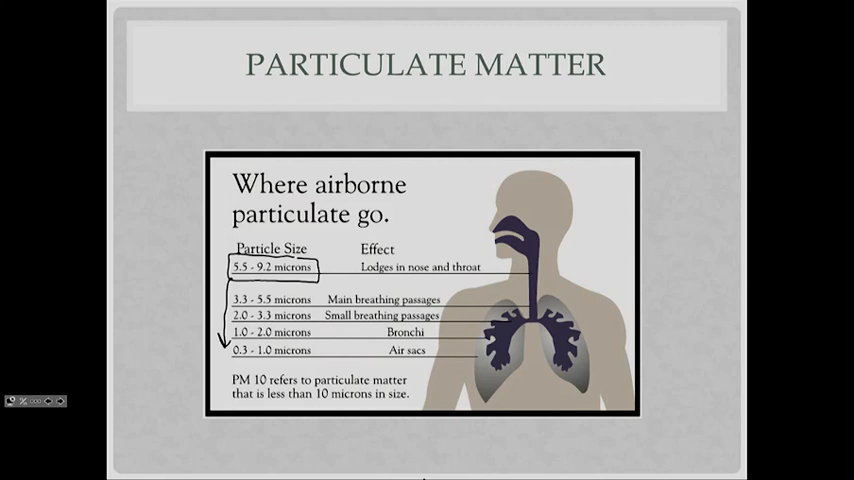 PARTICULATE MATTER
Where airborne
particulate go.
Particle Size Effect
5.5 - 9.2 microns Lodges in nose and throat
3.3 - 5.5 microns Main breathing passages
2.0 - 3.3 microns Small breathing passages
1.0 - 2.0 microns Bronchi
0.3 - 1.0 microns Air sacs
PM 10 refers to particulate matter
that is less than 10 microns in size.